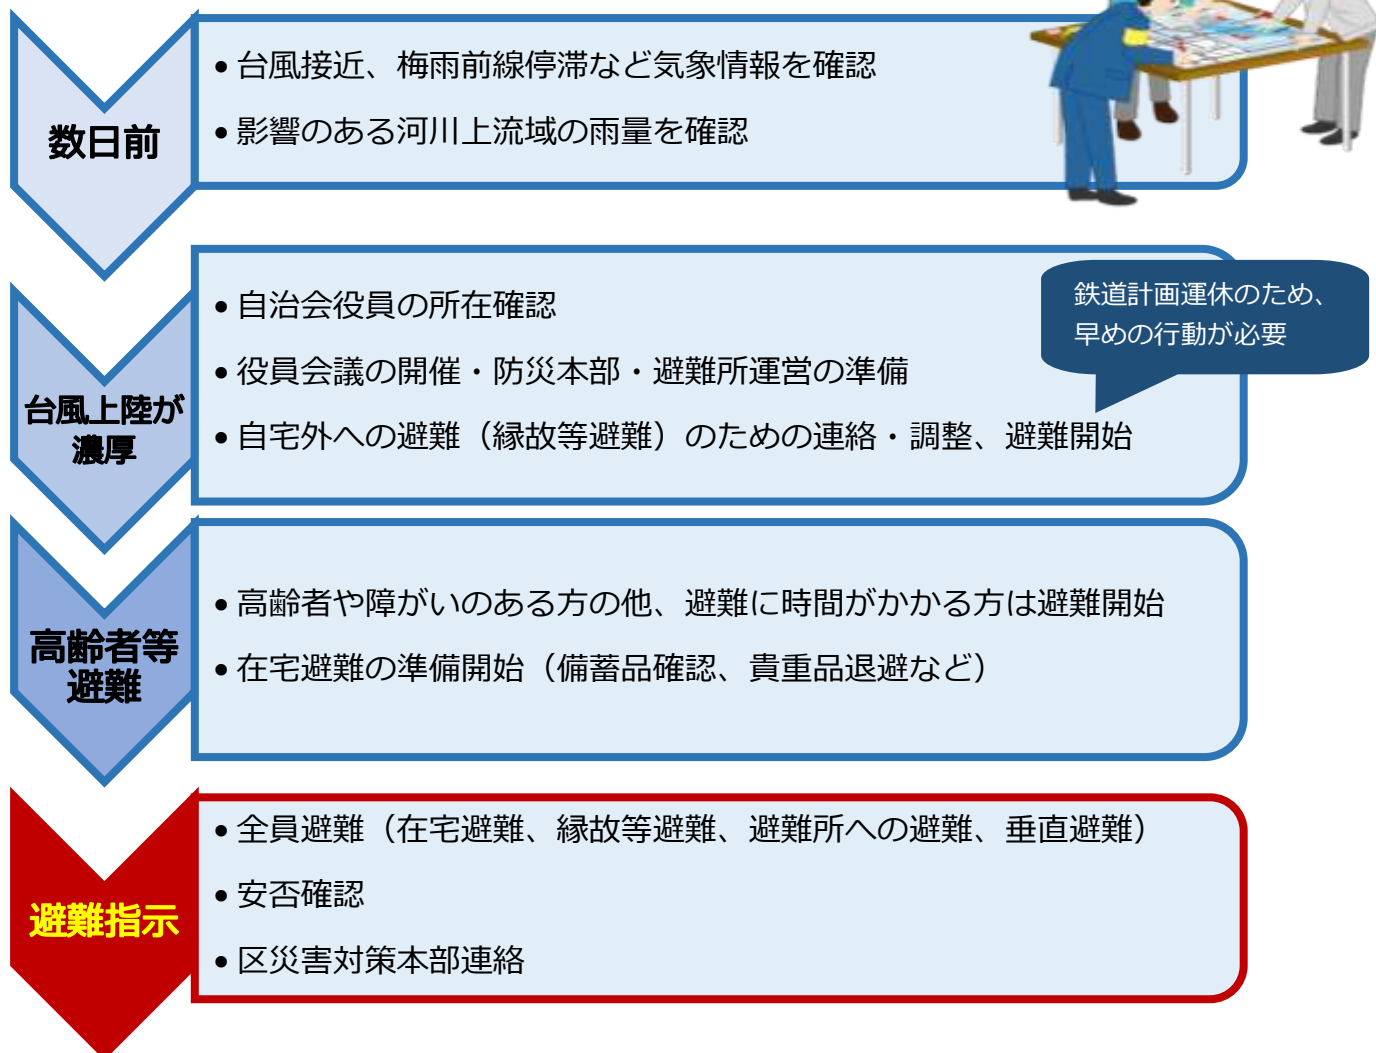 数日前
• 台風接近、梅雨前線停滞など気象情報を確認
• 影響のある河川上流域の雨量を確認
台風上陸が
濃厚
• 自治会役員の所在確認
• 役員会議の開催・防災本部・避難所運営の準備
• 自宅外への避難（縁故等避難）のための連絡・調整、避難開始
鉄道計画運休のため、
早めの行動が必要
高齢者等
避難
• 高齢者や障がいのある方の他、避難に時間がかかる方は避難開始
• 在宅避難の準備開始（備蓄品確認、貴重品退避など）
避難指示
• 全員避難（在宅避難、縁故等避難、避難所への避難、垂直避難）
• 安否確認
• 区災害対策本部連絡